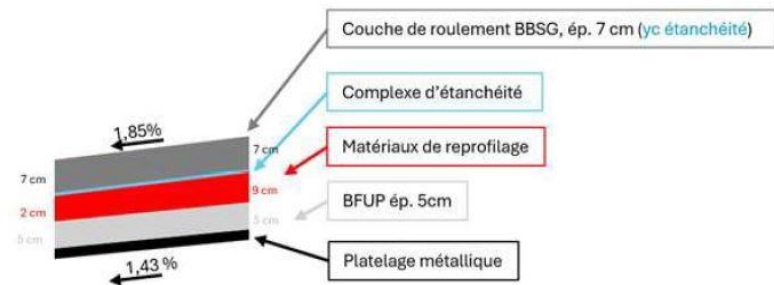 Couche de roulement BBSG, ép. 7 cm (yc étanchéité)
Complexe d'étanchéité
1,85%
7 cm
Matériaux de reprofilage
7 cm
9 cm
2 cm
BFUP ép. 5cm
5 cm
5 cm
1,43 %
Platelage métallique